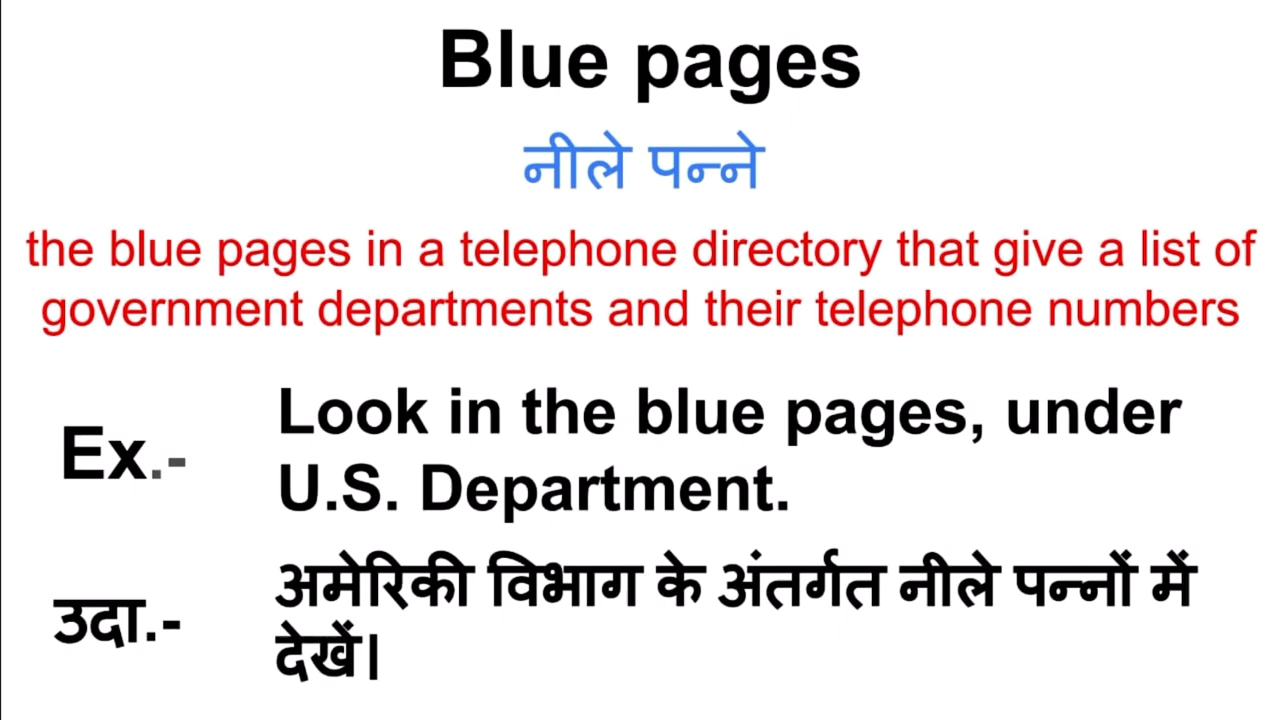 Blue pages
नीले पन्ने
the blue pages in a telephone directory that give a list of
government departments and their telephone numbers
Ex.- Look in the blue pages, under
U.S. Department.
उदा.- अमेरिकी विभाग के अंतर्गत नीले पन्नों में
देखें।